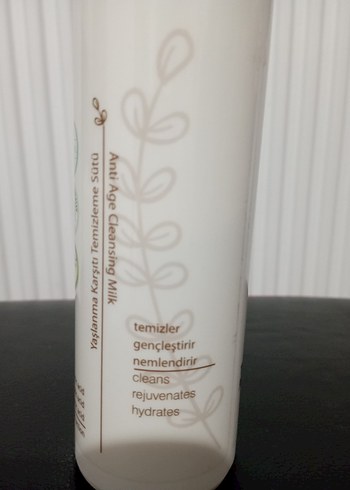 Anti Age Cleansing Milk
Yaşlanma Karşıtı Temizleme Sütü
temizler
gençleştirir
nemlendirir
cleans
rejuvenates
hydrates